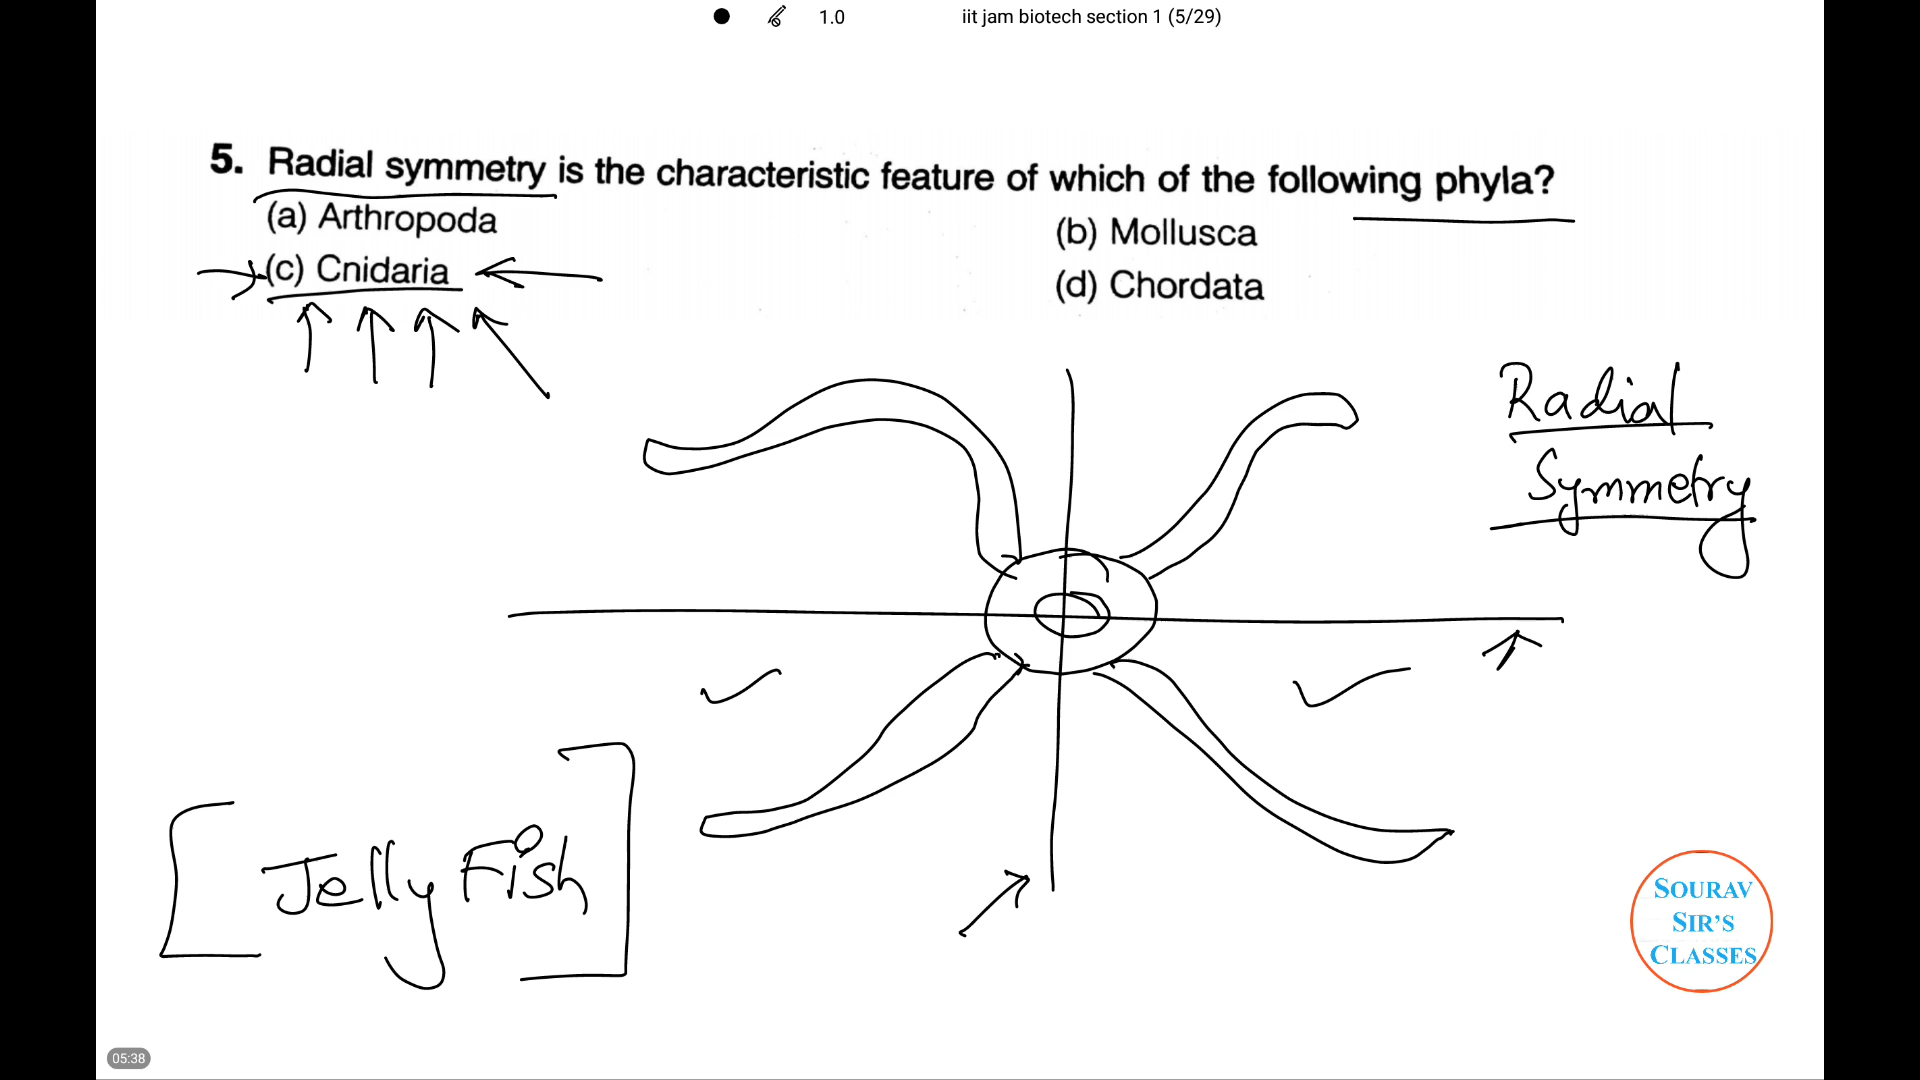 1.0 iit jam biotech section 1 (5/29)
5. Radial symmetry is the characteristic feature of which of the following phyla?
(a) Arthropoda (b) Mollusca
(c) Cnidaria (d) Chordata
Radial
Symmetry
Jelly Fish
SOURAV
SIR'S
CLASSES
05:38